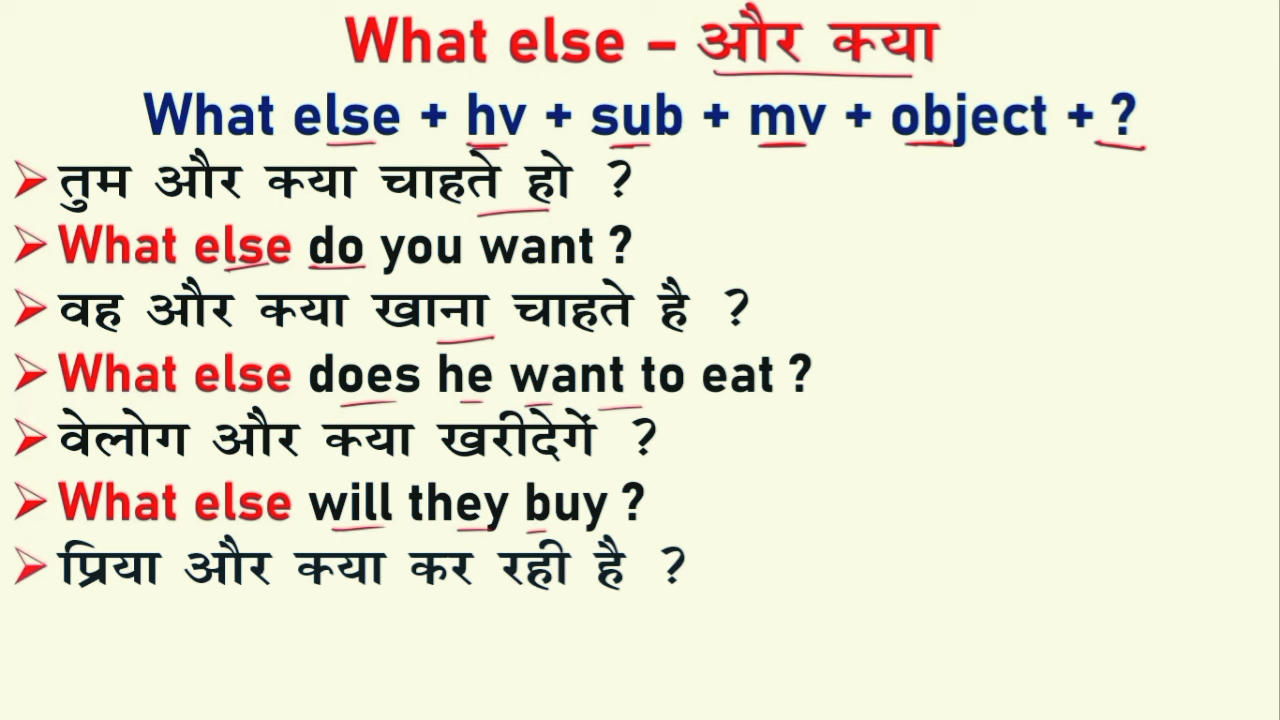 What else – और क्या
What else + hv + sub + mv + object + ?
तुम और क्या चाहते हो ?
What else do you want ?
वह और क्या खाना चाहते है ?
What else does he want to eat ?
वेलोग और क्या खरीदेगें ?
What else will they buy ?
प्रिया और क्या कर रही है ?